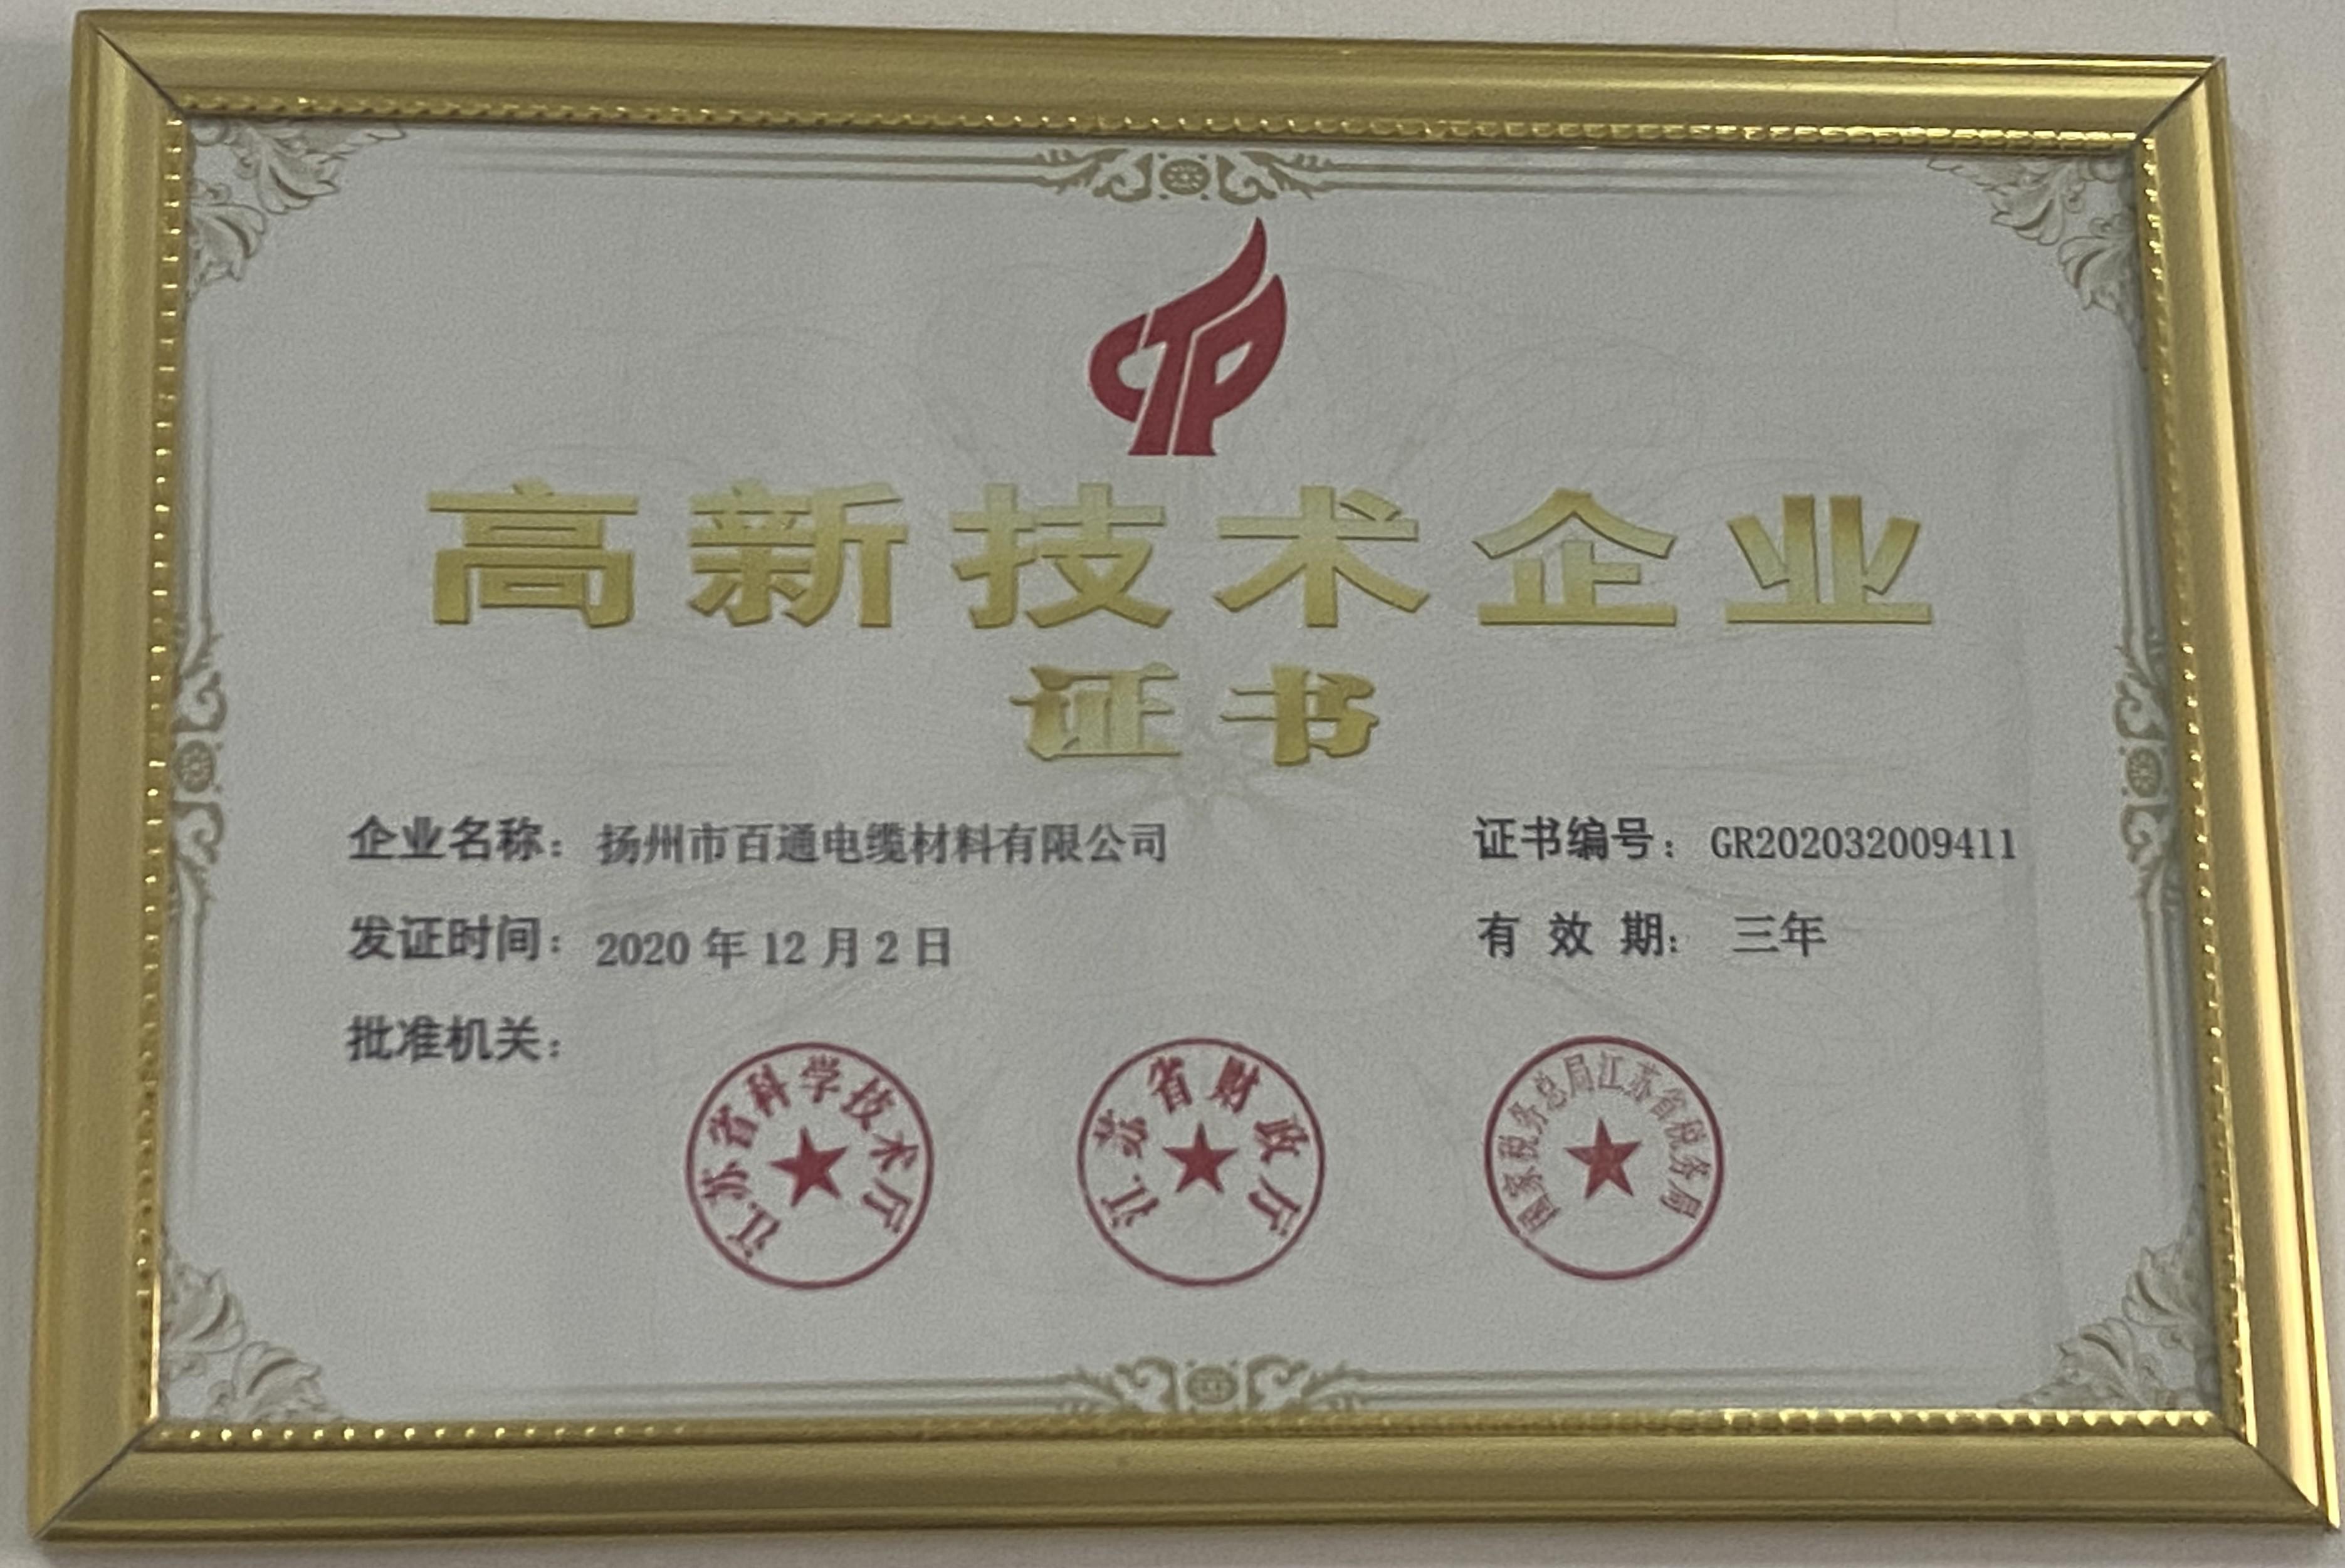 CTP
高新技术企业
证书
企业名称：扬州市百通电缆材料有限公司
证书编号：GR202032009411
发证时间：2020年12月2日
有效期：三年
批准机关：
江苏省科学技术厅
江苏省财政厅
国家税务总局江苏省税务局